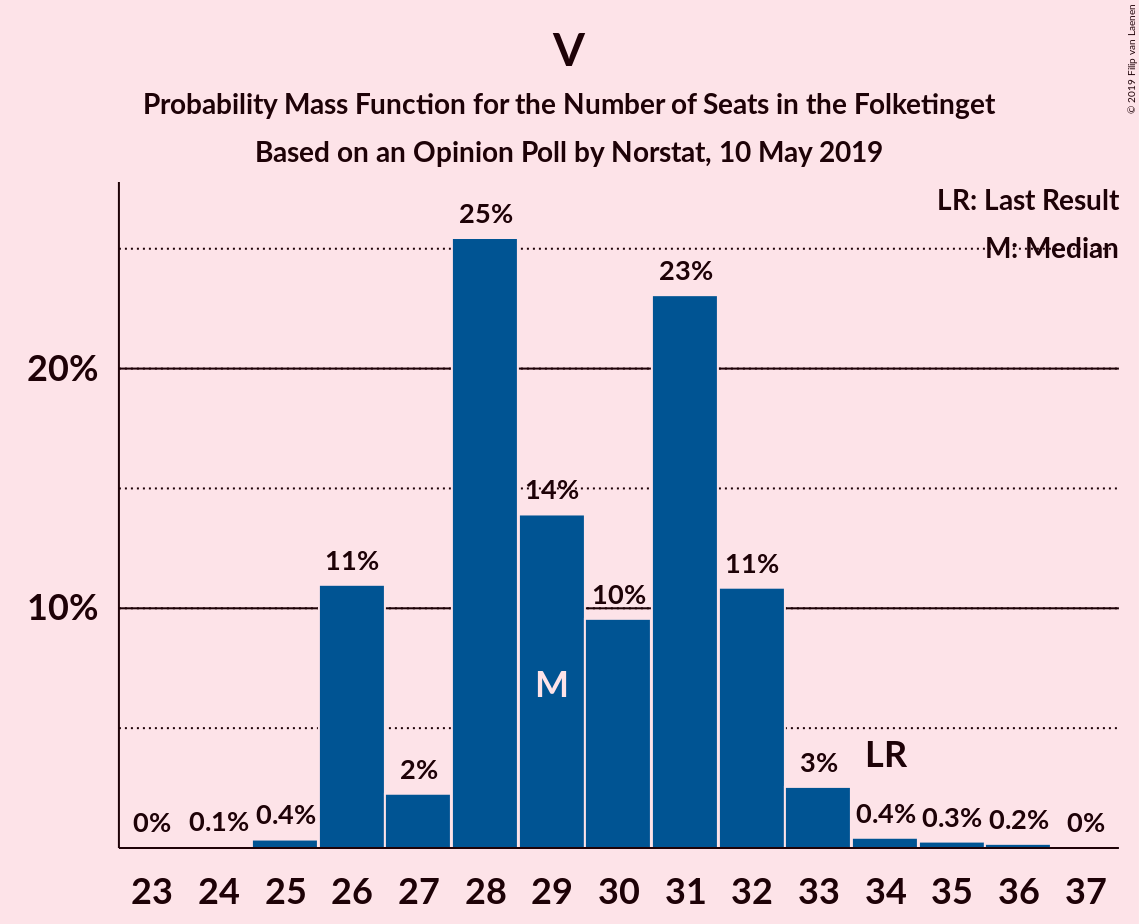 © 2019 Filip van Laenen
V
Probability Mass Function for the Number of Seats in the Folketinget
Based on an Opinion Poll by Norstat, 10 May 2019
LR: Last Result
M: Median
20%
10%
0%
0.1%
0.4%
11%
2%
25%
14%
10%
23%
11%
3%
0.4%
0.3%
0.2%
0%
M
LR
23 24 25 26 27 28 29 30 31 32 33 34 35 36 37